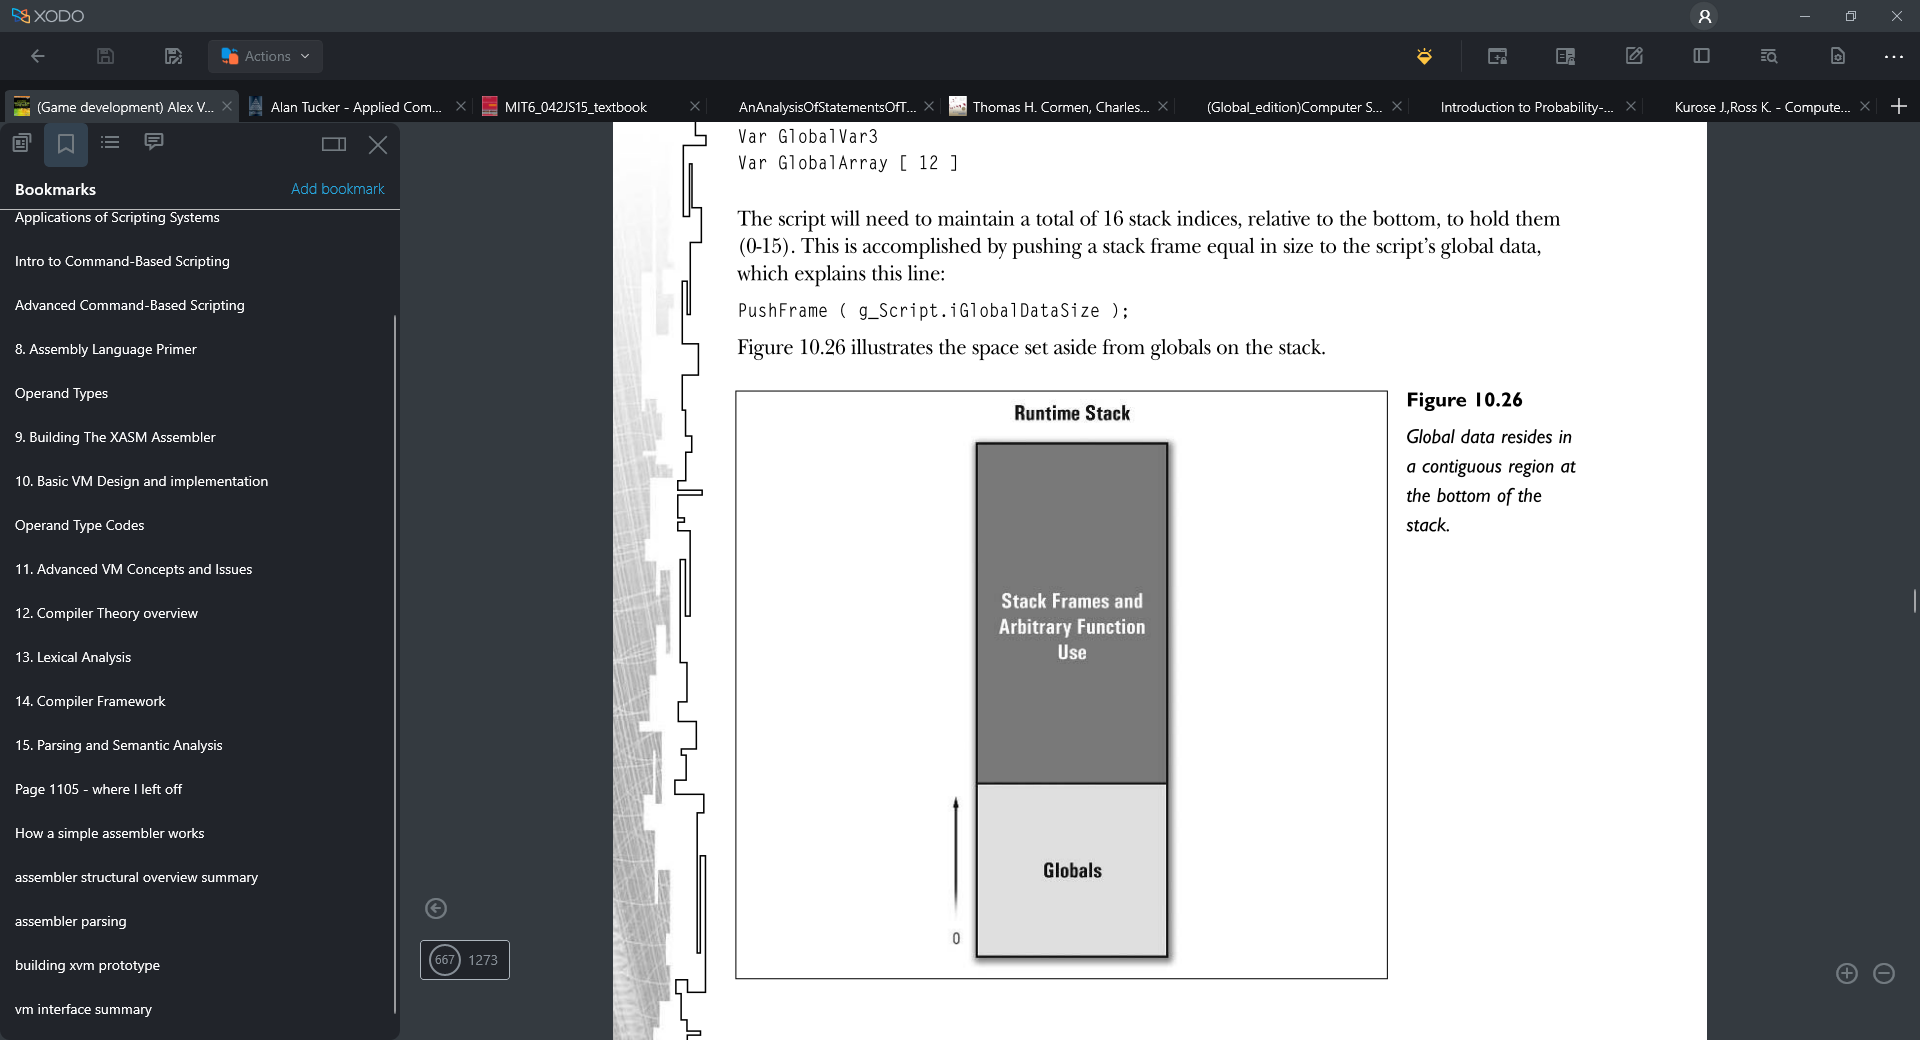 XODO
Actions
(Game development) Alex V...
Alan Tucker - Applied Com...
MIT6_042JS15_textbook
AnAnalysisOfStatementsOfT...
Thomas H. Cormen, Charles...
(Global_edition)Computer S...
Introduction to Probability-...
Kurose J.,Ross K. - Compute...
Bookmarks
Add bookmark
Applications of Scripting Systems
Intro to Command-Based Scripting
Advanced Command-Based Scripting
8. Assembly Language Primer
Operand Types
9. Building The XASM Assembler
10. Basic VM Design and implementation
Operand Type Codes
11. Advanced VM Concepts and Issues
12. Compiler Theory overview
13. Lexical Analysis
14. Compiler Framework
15. Parsing and Semantic Analysis
Page 1105 - where I left off
How a simple assembler works
assembler structural overview summary
assembler parsing
building xvm prototype
vm interface summary
667 1273
Var GlobalVar3
Var GlobalArray [ 12 ]
The script will need to maintain a total of 16 stack indices, relative to the bottom, to hold them
(0-15). This is accomplished by pushing a stack frame equal in size to the script's global data,
which explains this line:
PushFrame ( g_Script.iGlobalDataSize );
Figure 10.26 illustrates the space set aside from globals on the stack.
Runtime Stack
Stack Frames and
Arbitrary Function
Use
Globals
0
Figure 10.26
Global data resides in
a contiguous region at
the bottom of the
stack.